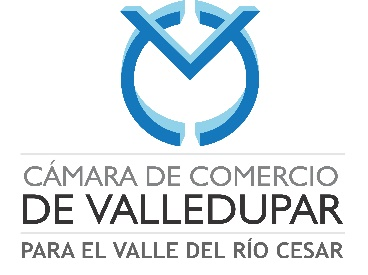 CÁMARA DE COMERCIO
DE VALLEDUPAR
PARA EL VALLE DEL RÍO CESAR